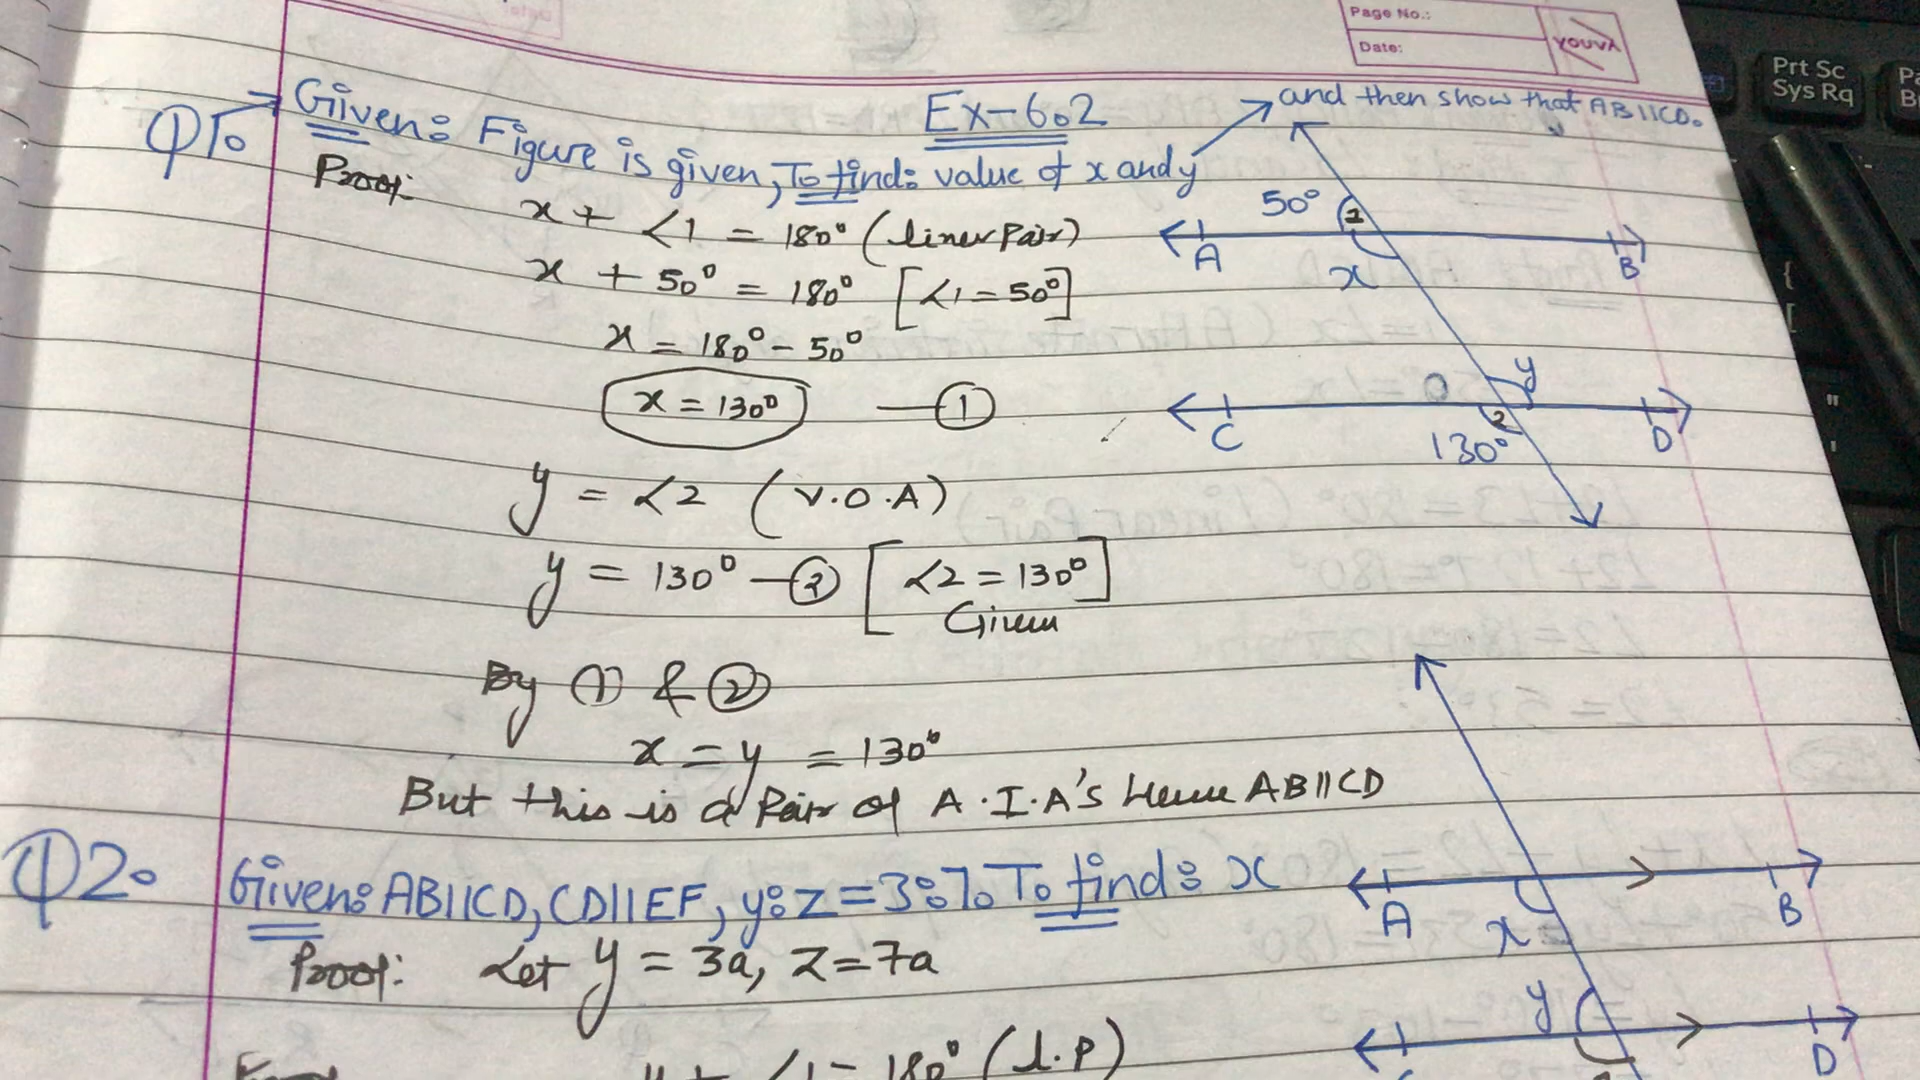 Page No.:
Date:
YOUVA
Prt Sc
Sys Rq
Ex-6.2
Q1. Given: Figure is given, To find: value of x and y and then show that AB||CD.
Proof:
x + ∠1 = 180° (liner Pair)
x + 50° = 180° [∠1 = 50°]
x = 180° - 50°
x = 130° — ①
y = ∠2 (V.O.A)
y = 130° — ② [∠2 = 130°]
Given
By ① & ②
x = y = 130°
But this is a Pair of A.I.A's Hence AB||CD
50° 1
A B
x
y
C 2 D
130°
Q2. Given: AB||CD, CD||EF, y:z = 3:7. To find: x
Proof: Let y = 3a, z = 7a
y + ∠1 = 180° (L.P)
A B
x
y
D